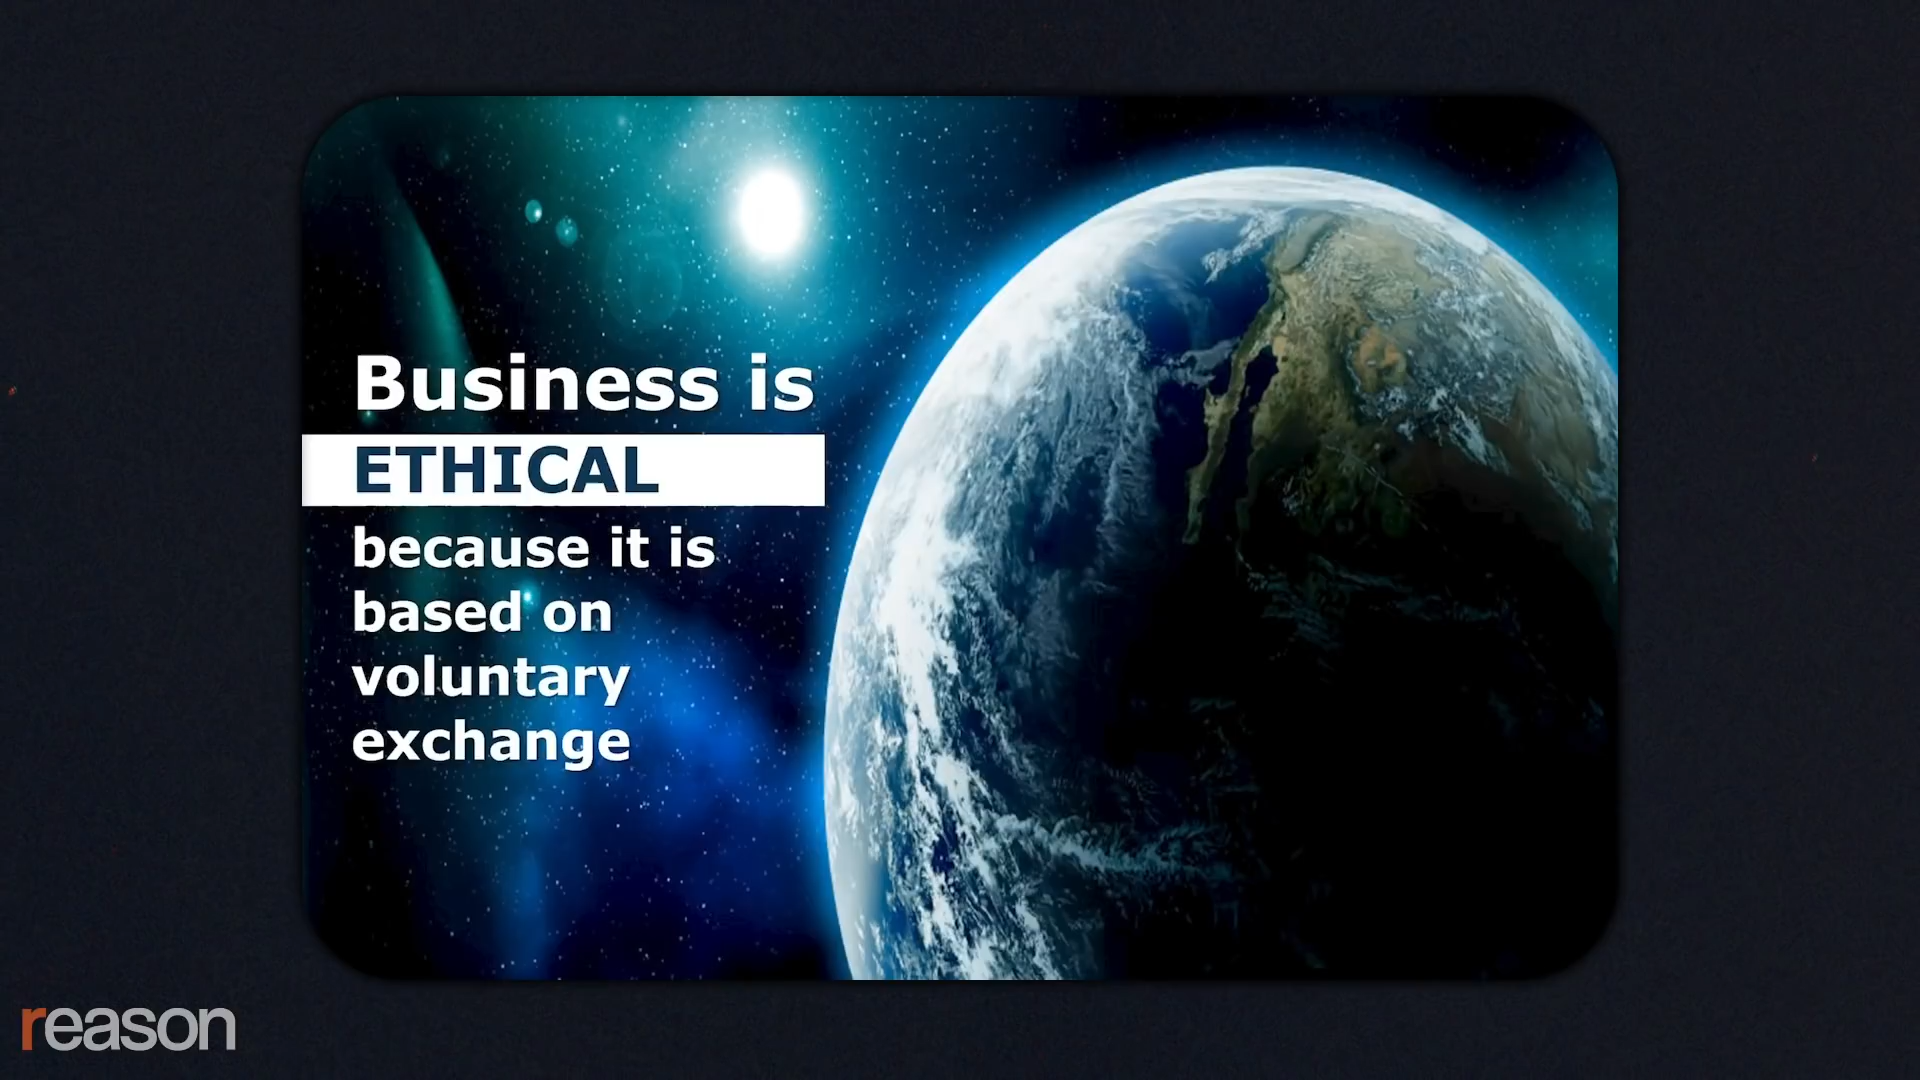 Business is
ETHICAL
because it is
based on
voluntary
exchange
reason